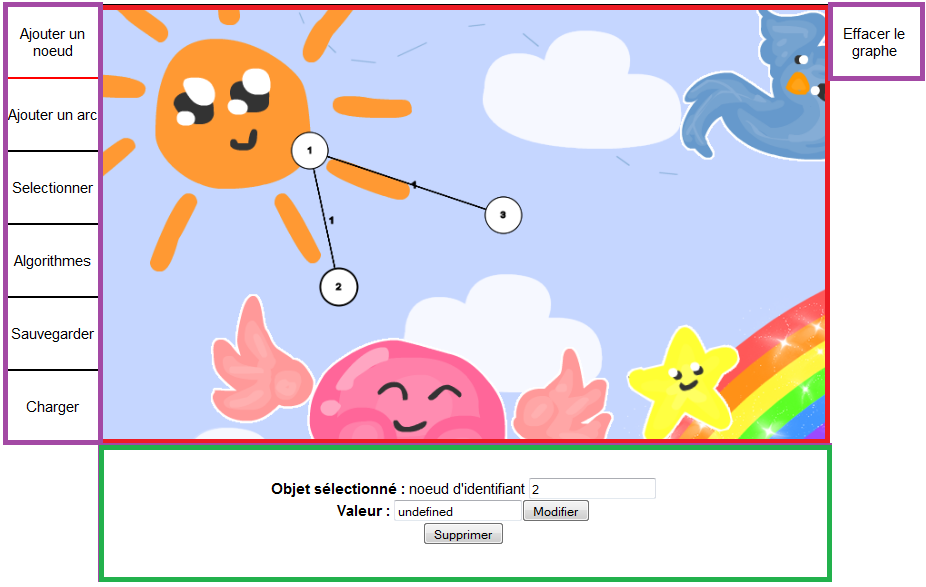 Ajouter un
noeud
Ajouter un arc
Selectionner
Algorithmes
Sauvegarder
Charger
Effacer le
graphe
1
1
3
1
2
Objet sélectionné : noeud d'identifiant 2
Valeur : undefined Modifier
Supprimer